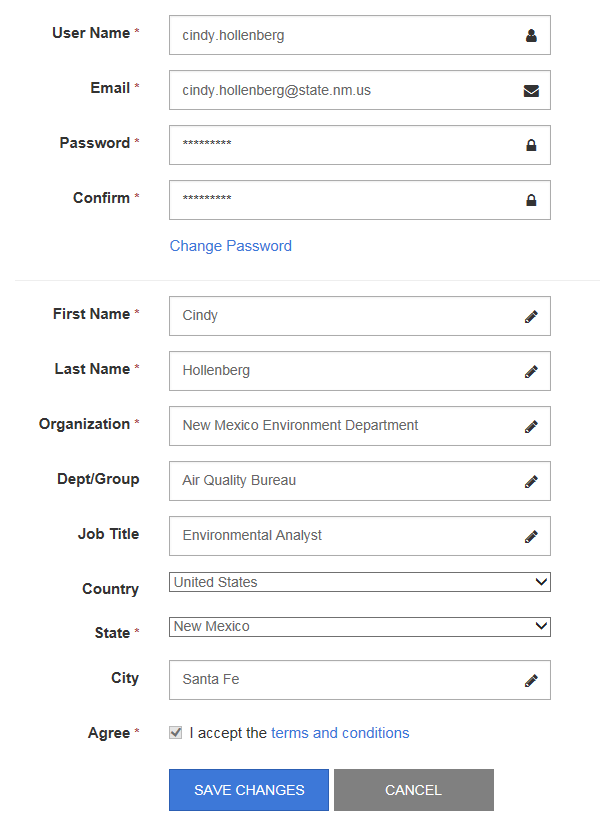 User Name * cindy.hollenberg
Email * cindy.hollenberg@state.nm.us
Password * *********
Confirm * *********
Change Password
First Name * Cindy
Last Name * Hollenberg
Organization * New Mexico Environment Department
Dept/Group Air Quality Bureau
Job Title Environmental Analyst
Country United States
State * New Mexico
City Santa Fe
Agree * I accept the terms and conditions
SAVE CHANGES CANCEL